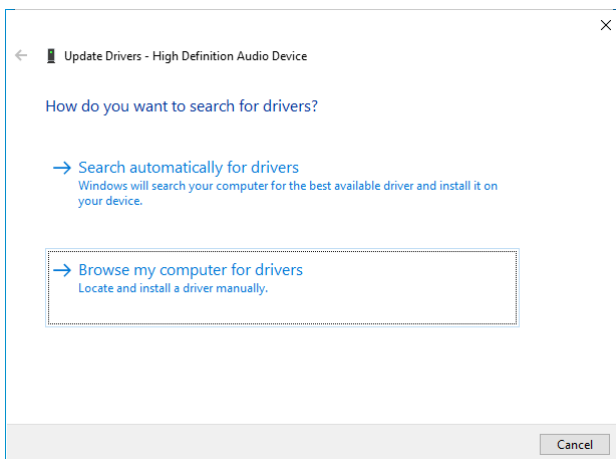 Update Drivers - High Definition Audio Device
How do you want to search for drivers?
Search automatically for drivers
Windows will search your computer for the best available driver and install it on
your device.
Browse my computer for drivers
Locate and install a driver manually.
Cancel